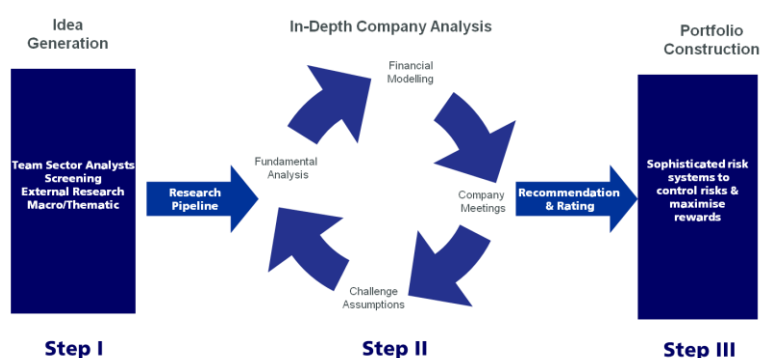 Idea
Generation
In-Depth Company Analysis
Portfolio
Construction
Team Sector Analysts
Screening
External Research
Macro/Thematic
Research
Pipeline
Financial
Modelling
Fundamental
Analysis
Company
Meetings
Challenge
Assumptions
Recommendation
& Rating
Sophisticated risk
systems to
control risks &
maximise
rewards
Step I
Step II
Step III